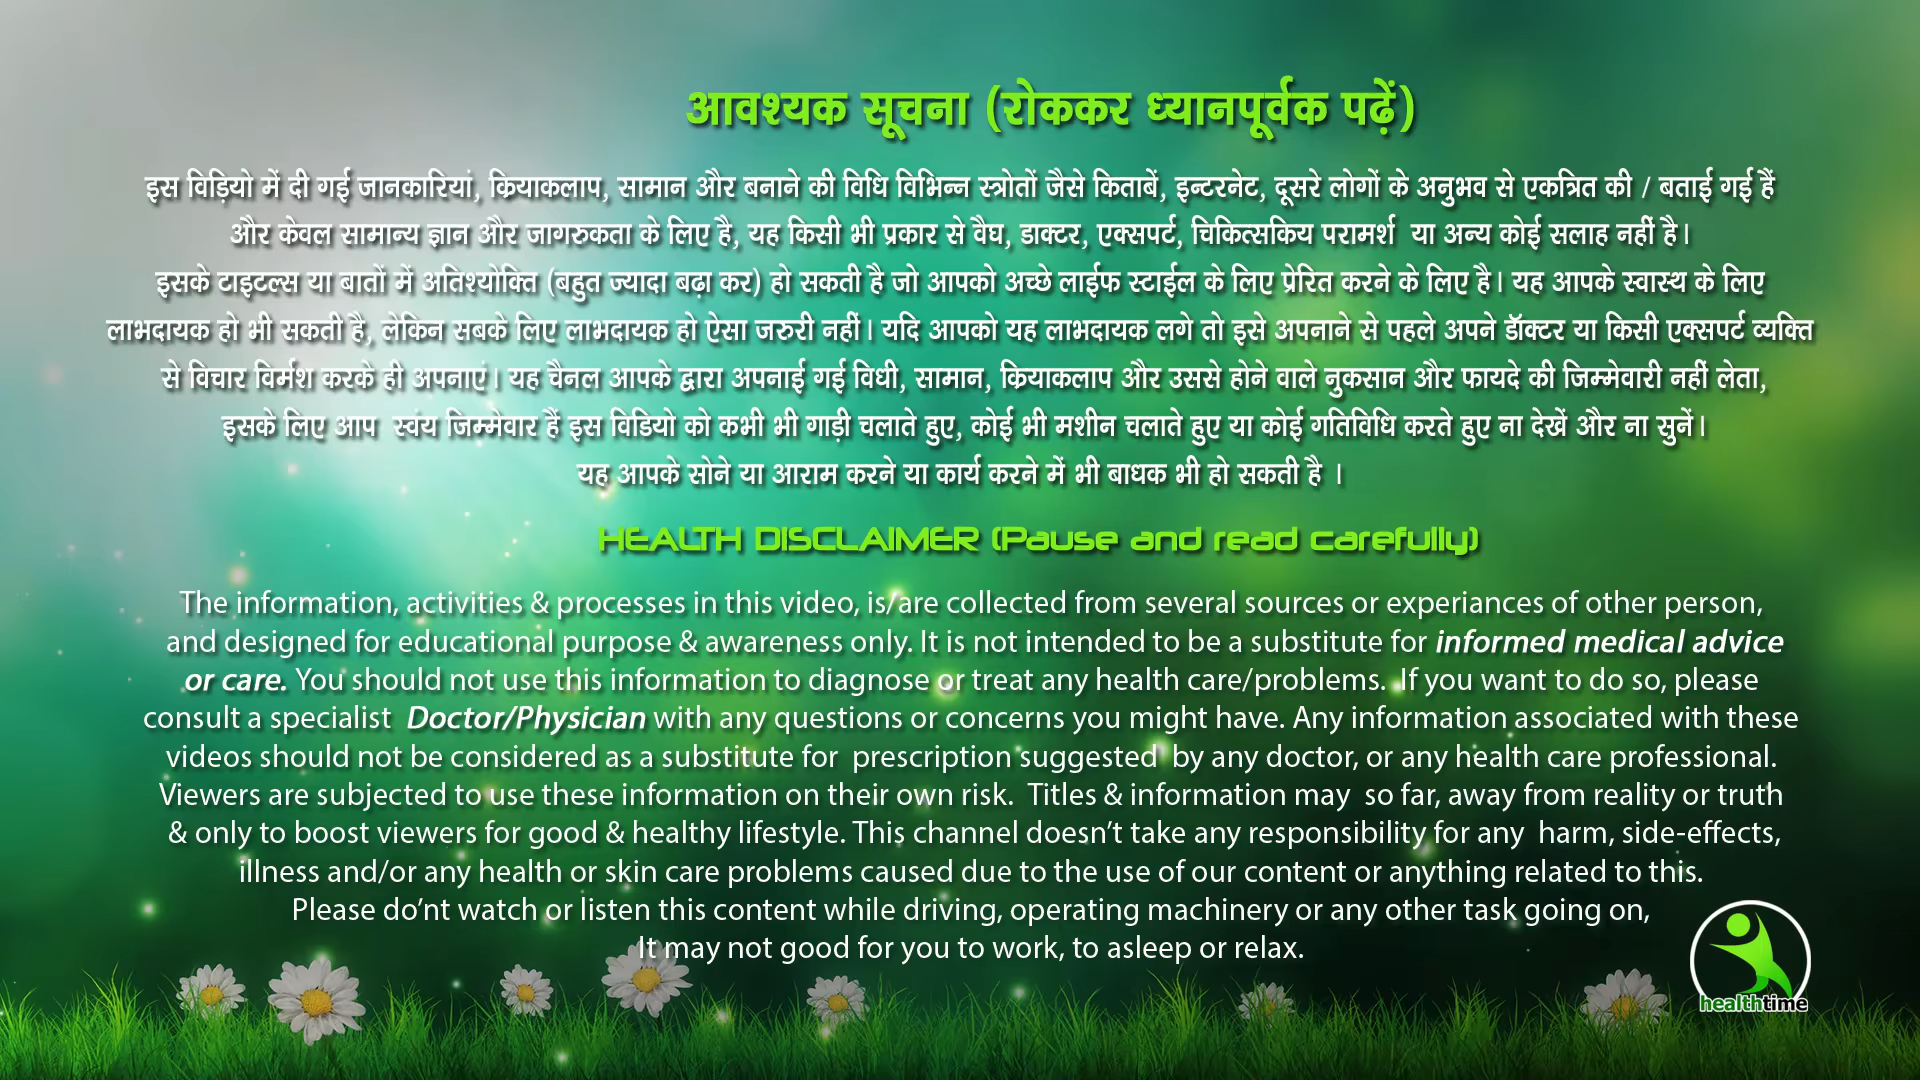 आवश्यक सूचना (रोककर ध्यानपूर्वक पढ़ें)
इस विड़ियो में दी गई जानकारियां, क्रियाकलाप, सामान और बनाने की विधि विभिन्न स्त्रोतों जैसे किताबें, इन्टरनेट, दूसरे लोगों के अनुभव से एकत्रित की / बताई गई हैं
और केवल सामान्य ज्ञान और जागरुकता के लिए है, यह किसी भी प्रकार से वैघ, डाक्टर, एक्सपर्ट, चिकित्सकिय परामर्श या अन्य कोई सलाह नहीं है।
इसके टाइटल्स या बातों में अतिश्योक्ति (बहुत ज्यादा बढ़ा कर) हो सकती है जो आपको अच्छे लाईफ स्टाईल के लिए प्रेरित करने के लिए है। यह आपके स्वास्थ के लिए
लाभदायक हो भी सकती है, लेकिन सबके लिए लाभदायक हो ऐसा जरुरी नहीं। यदि आपको यह लाभदायक लगे तो इसे अपनाने से पहले अपने डॅाक्टर या किसी एक्सपर्ट व्यक्ति
से विचार विर्मश करके ही अपनाएं। यह चैनल आपके द्वारा अपनाई गई विधी, सामान, क्रियाकलाप और उससे होने वाले नुकसान और फायदे की जिम्मेवारी नहीं लेता,
इसके लिए आप स्वंय जिम्मेवार हैं इस विडियो को कभी भी गाड़ी चलाते हुए, कोई भी मशीन चलाते हुए या कोई गतिविधि करते हुए ना देखें और ना सुनें।
यह आपके सोने या आराम करने या कार्य करने में भी बाधक भी हो सकती है ।
HEALTH DISCLAIMER (Pause and read carefully)
The information, activities & processes in this video, is/are collected from several sources or experiances of other person,
and designed for educational purpose & awareness only. It is not intended to be a substitute for informed medical advice
or care. You should not use this information to diagnose or treat any health care/problems. If you want to do so, please
consult a specialist Doctor/Physician with any questions or concerns you might have. Any information associated with these
videos should not be considered as a substitute for prescription suggested by any doctor, or any health care professional.
Viewers are subjected to use these information on their own risk. Titles & information may so far, away from reality or truth
& only to boost viewers for good & healthy lifestyle. This channel doesn't take any responsibility for any harm, side-effects,
illness and/or any health or skin care problems caused due to the use of our content or anything related to this.
Please do'nt watch or listen this content while driving, operating machinery or any other task going on,
It may not good for you to work, to asleep or relax.
healthtime